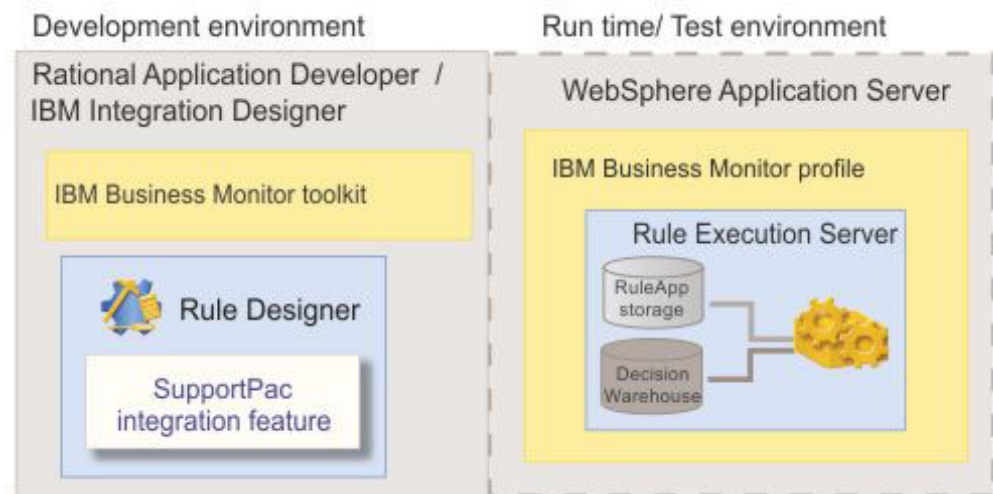 Development environment
Rational Application Developer /
IBM Integration Designer
IBM Business Monitor toolkit
Rule Designer
SupportPac
integration feature
Run time/ Test environment
WebSphere Application Server
IBM Business Monitor profile
Rule Execution Server
RuleApp
storage
Decision
Warehouse